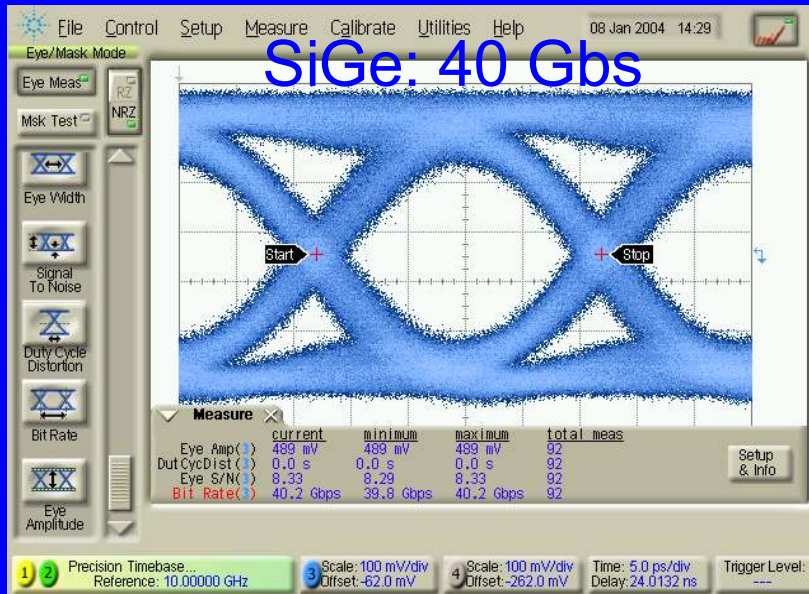 File Control Setup Measure Calibrate Utilities Help 08 Jan 2004 14:29
Eye/Mask Mode
SiGe: 40 Gbs
Eye Meas
RZ
NRZ
Msk Test
Eye Width
Start
Stop
Signal
To Noise
Duty Cycle
Distortion
Bit Rate
Eye
Amplitude
Measure
current minimum maximum total meas
Eye Amp(3) 489 mV 489 mV 489 mV 92
DutCycDist(3) 0.0 s 0.0 s 0.0 s 92
Eye S/N(3) 8.33 8.29 8.33 92
Bit Rate(3) 40.2 Gbps 39.8 Gbps 40.2 Gbps 92
Setup
& Info
1 2 Precision Timebase...
Reference: 10.00000 GHz
3 Scale: 100 mV/div
Offset: -62.0 mV
4 Scale: 100 mV/div
Offset: -262.0 mV
Time: 5.0 ps/div
Delay: 24.0132 ns
Trigger Level:
---